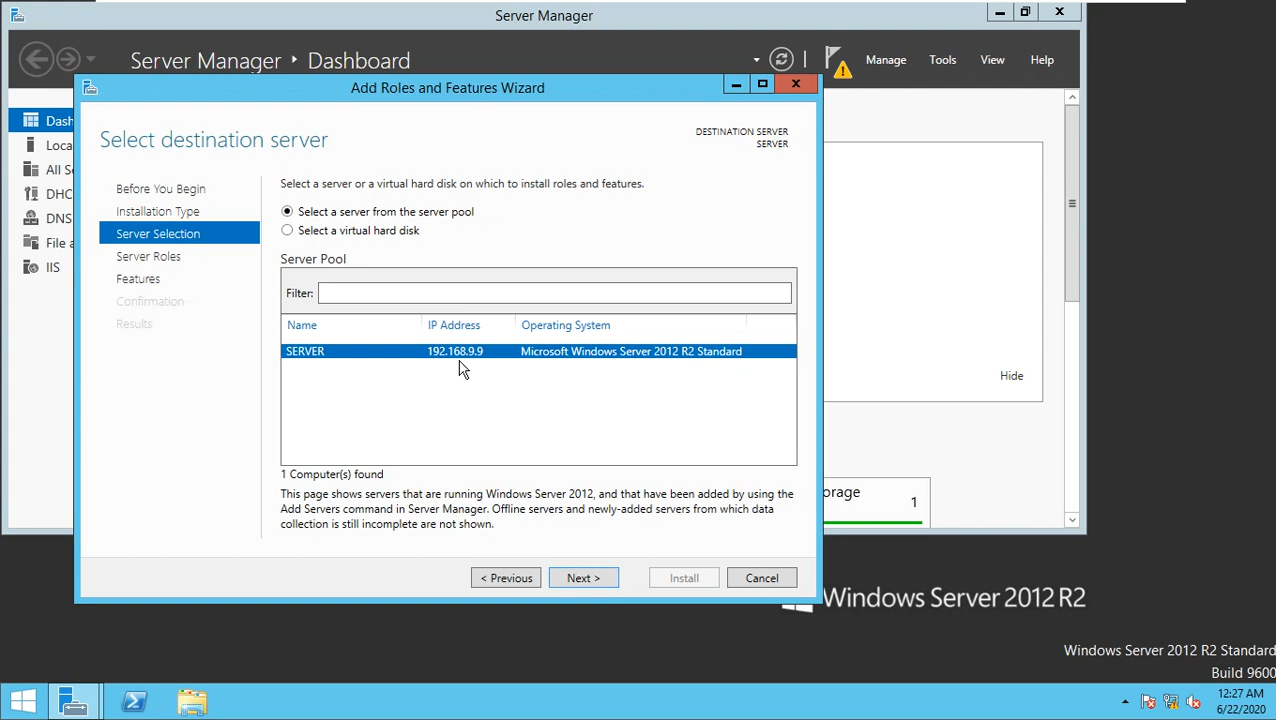 Server Manager
Server Manager ▸ Dashboard
Manage
Tools
View
Help
Add Roles and Features Wizard
Select destination server
DESTINATION SERVER
SERVER
Dash
Loca
All Se
DHC
DNS
File a
IIS
Before You Begin
Installation Type
Server Selection
Server Roles
Features
Confirmation
Results
Select a server or a virtual hard disk on which to install roles and features.
Select a server from the server pool
Select a virtual hard disk
Server Pool
Filter:
Name IP Address Operating System
SERVER 192.168.9.9 Microsoft Windows Server 2012 R2 Standard
1 Computer(s) found
This page shows servers that are running Windows Server 2012, and that have been added by using the
Add Servers command in Server Manager. Offline servers and newly-added servers from which data
collection is still incomplete are not shown.
< Previous
Next >
Install
Cancel
Hide
orage 1
Windows Server 2012 R2
Windows Server 2012 R2 Standard
Build 9600
12:27 AM
6/22/2020